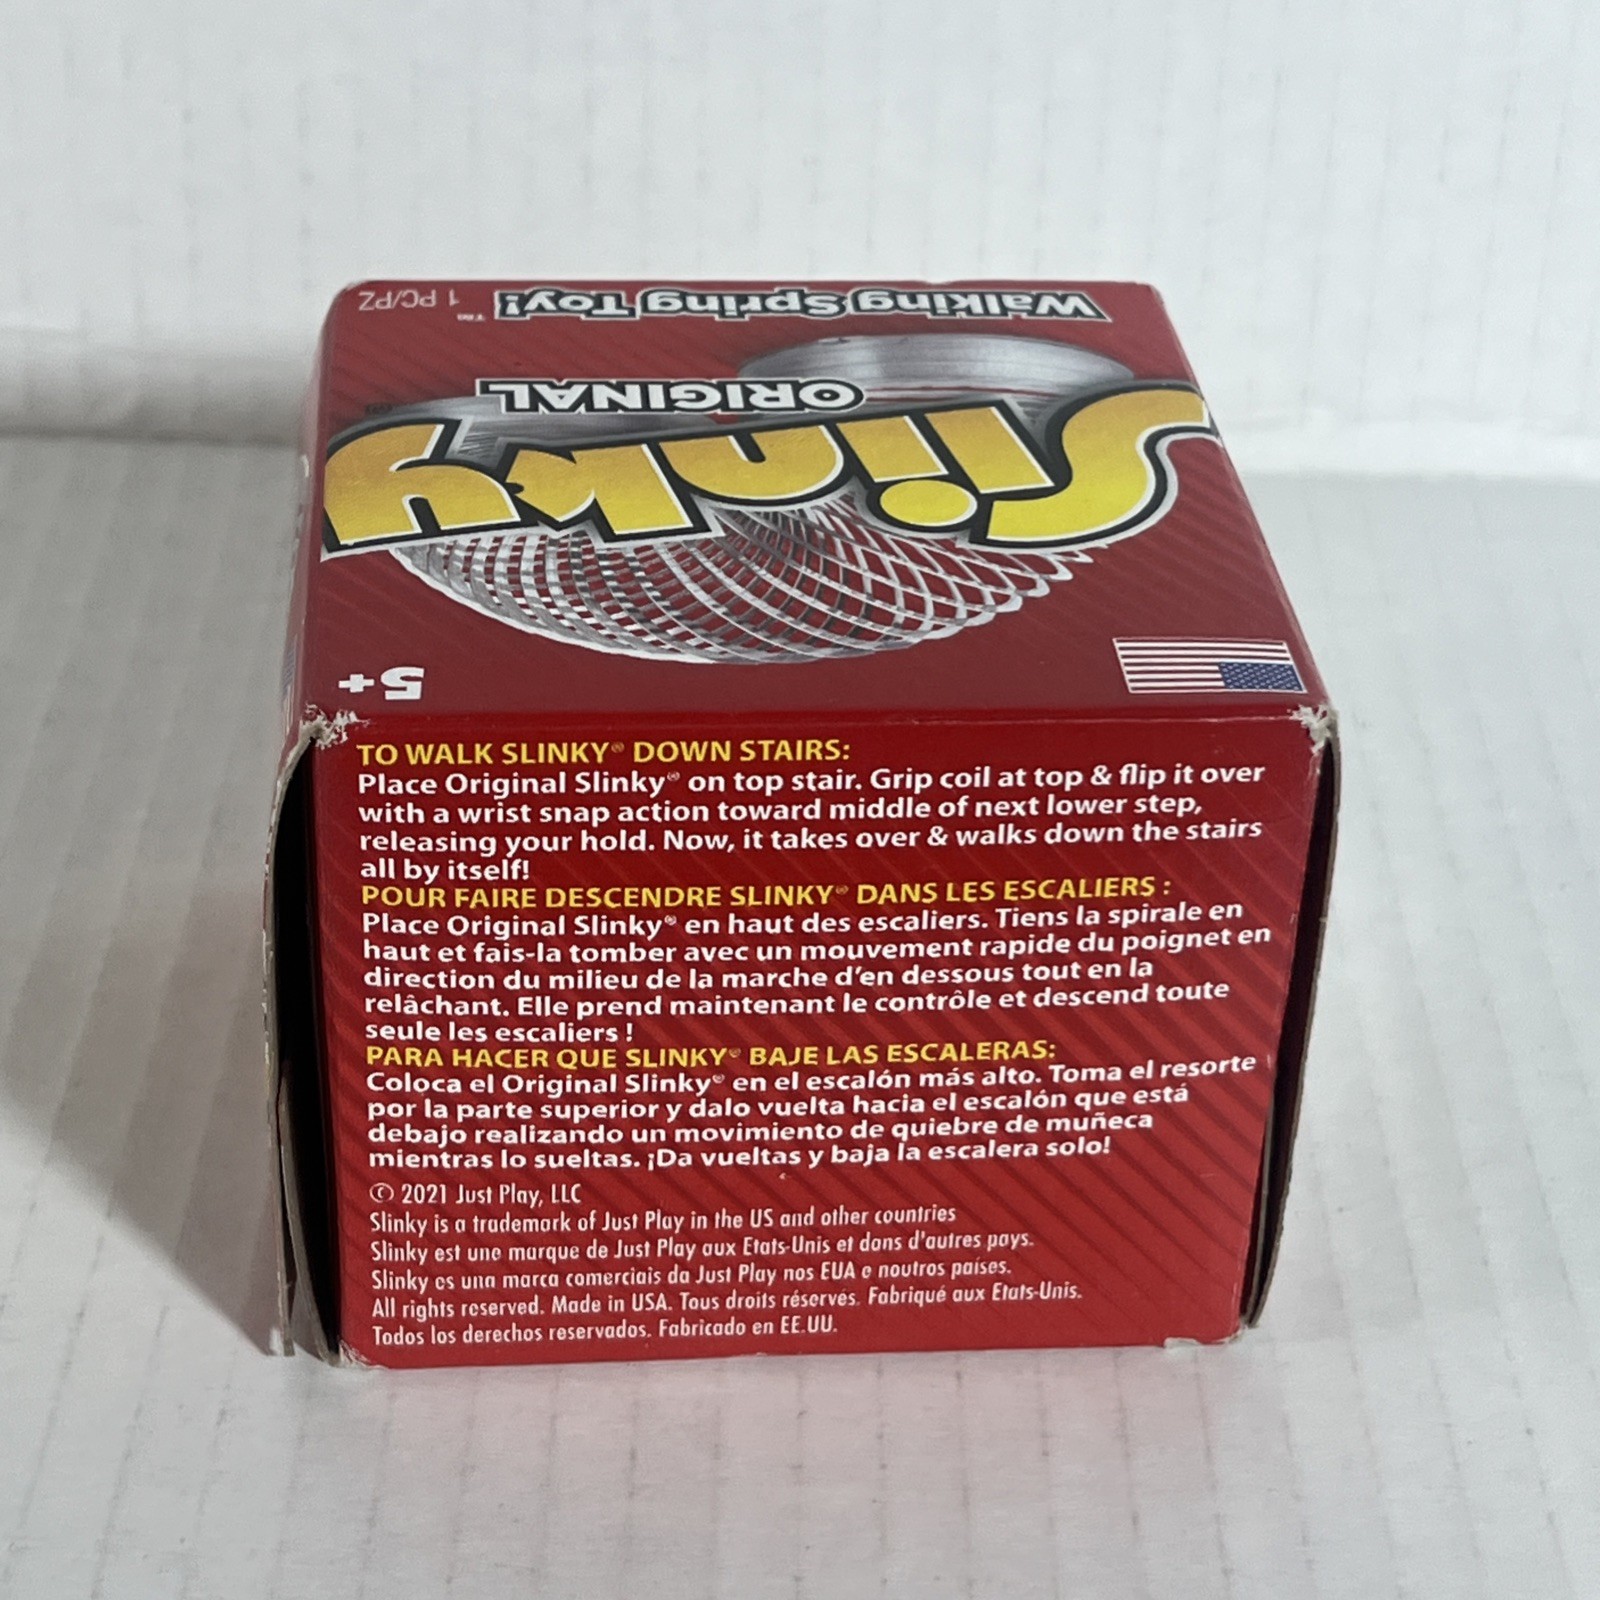 Walking Spring Toy!™ 1 PC/PZ
ORIGINAL
Slinky®
5+
TO WALK SLINKY® DOWN STAIRS:
Place Original Slinky® on top stair. Grip coil at top & flip it over
with a wrist snap action toward middle of next lower step,
releasing your hold. Now, it takes over & walks down the stairs
all by itself!
POUR FAIRE DESCENDRE SLINKY® DANS LES ESCALIERS :
Place Original Slinky® en haut des escaliers. Tiens la spirale en
haut et fais-la tomber avec un mouvement rapide du poignet en
direction du milieu de la marche d'en dessous tout en la
relâchant. Elle prend maintenant le contrôle et descend toute
seule les escaliers !
PARA HACER QUE SLINKY® BAJE LAS ESCALERAS:
Coloca el Original Slinky® en el escalón más alto. Toma el resorte
por la parte superior y dalo vuelta hacia el escalón que está
debajo realizando un movimiento de quiebre de muñeca
mientras lo sueltas. ¡Da vueltas y baja la escalera solo!
© 2021 Just Play, LLC
Slinky is a trademark of Just Play in the US and other countries
Slinky est une marque de Just Play aux Etats-Unis et dans d'autres pays.
Slinky es una marca comerciais da Just Play nos EUA e noutros países.
All rights reserved. Made in USA. Tous droits réservés. Fabriqué aux Etats-Unis.
Todos los derechos reservados. Fabricado en EE.UU.